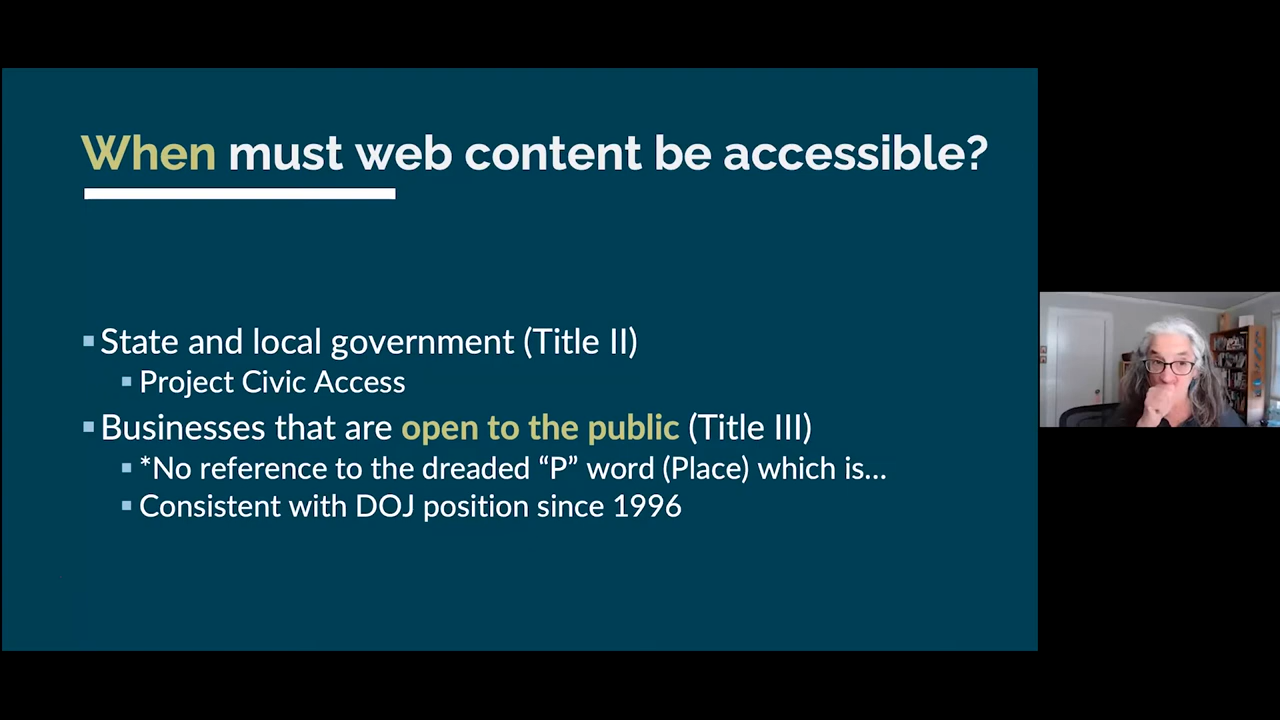 When must web content be accessible?
▪State and local government (Title II)
▪Project Civic Access
▪Businesses that are open to the public (Title III)
▪*No reference to the dreaded “P” word (Place) which is…
▪Consistent with DOJ position since 1996